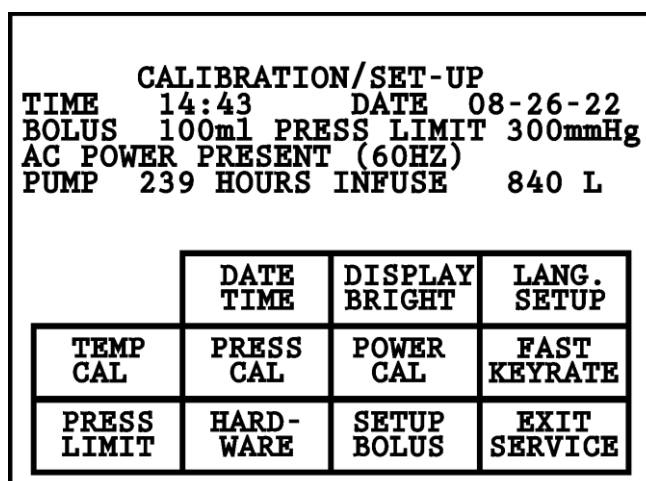 CALIBRATION/SET-UP
TIME 14:43 DATE 08-26-22
BOLUS 100ml PRESS LIMIT 300mmHg
AC POWER PRESENT (60HZ)
PUMP 239 HOURS INFUSE 840 L
DATE TIME
DISPLAY BRIGHT
LANG. SETUP
TEMP CAL
PRESS CAL
POWER CAL
FAST KEYRATE
PRESS LIMIT
HARD-
WARE
SETUP BOLUS
EXIT SERVICE